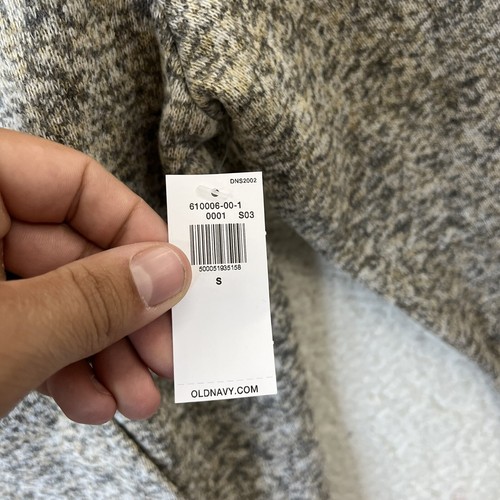 DNS2002
610006-00-1
0001 S03
500051935158
S
OLDNAVY.COM